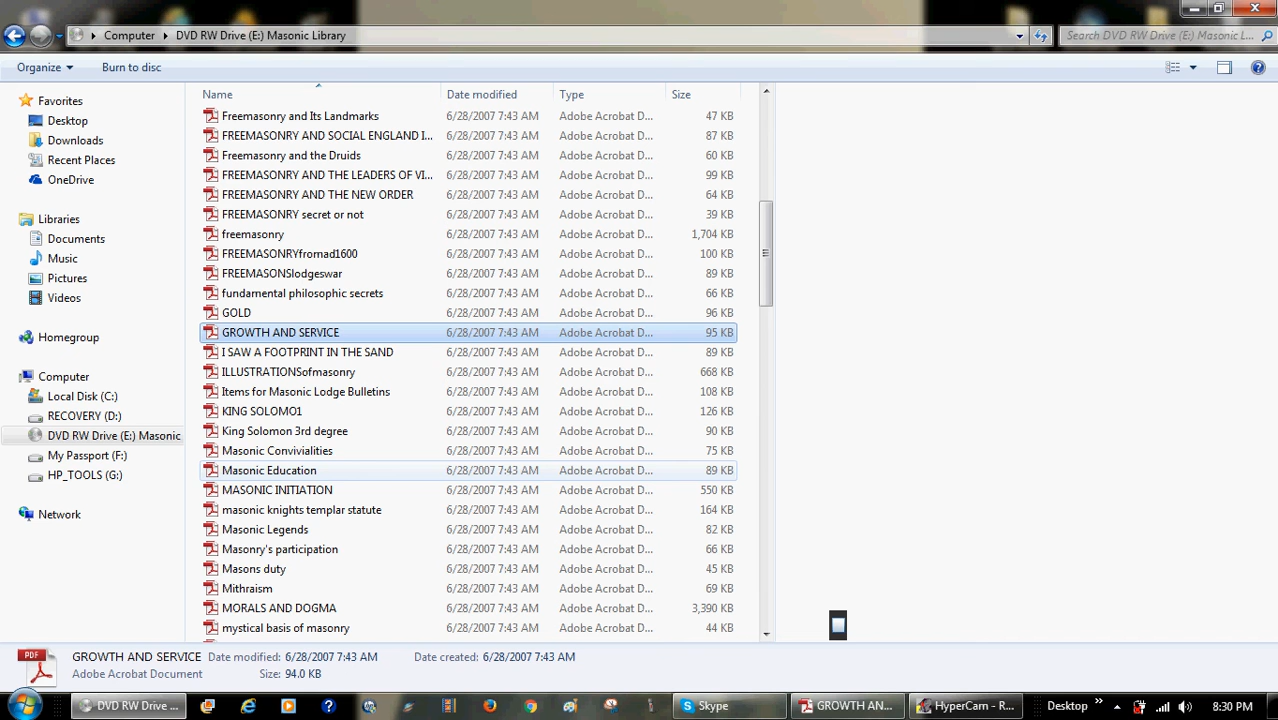 Computer DVD RW Drive (E:) Masonic Library Search DVD RW Drive (E:) Masonic L...
Organize Burn to disc
Name Date modified Type Size
Favorites
Desktop
Downloads
Recent Places
OneDrive
Libraries
Documents
Music
Pictures
Videos
Homegroup
Computer
Local Disk (C:)
RECOVERY (D:)
DVD RW Drive (E:) Masonic
My Passport (F:)
HP_TOOLS (G:)
Network
Freemasonry and Its Landmarks 6/28/2007 7:43 AM Adobe Acrobat D... 47 KB
FREEMASONRY AND SOCIAL ENGLAND I... 6/28/2007 7:43 AM Adobe Acrobat D... 87 KB
Freemasonry and the Druids 6/28/2007 7:43 AM Adobe Acrobat D... 60 KB
FREEMASONRY AND THE LEADERS OF VI... 6/28/2007 7:43 AM Adobe Acrobat D... 99 KB
FREEMASONRY AND THE NEW ORDER 6/28/2007 7:43 AM Adobe Acrobat D... 64 KB
FREEMASONRY secret or not 6/28/2007 7:43 AM Adobe Acrobat D... 39 KB
freemasonry 6/28/2007 7:43 AM Adobe Acrobat D... 1,704 KB
FREEMASONRYfromad1600 6/28/2007 7:43 AM Adobe Acrobat D... 100 KB
FREEMASONSlodgeswar 6/28/2007 7:43 AM Adobe Acrobat D... 89 KB
fundamental philosophic secrets 6/28/2007 7:43 AM Adobe Acrobat D... 66 KB
GOLD 6/28/2007 7:43 AM Adobe Acrobat D... 96 KB
GROWTH AND SERVICE 6/28/2007 7:43 AM Adobe Acrobat D... 95 KB
I SAW A FOOTPRINT IN THE SAND 6/28/2007 7:43 AM Adobe Acrobat D... 89 KB
ILLUSTRATIONSofmasonry 6/28/2007 7:43 AM Adobe Acrobat D... 668 KB
Items for Masonic Lodge Bulletins 6/28/2007 7:43 AM Adobe Acrobat D... 108 KB
KING SOLOMO1 6/28/2007 7:43 AM Adobe Acrobat D... 126 KB
King Solomon 3rd degree 6/28/2007 7:43 AM Adobe Acrobat D... 90 KB
Masonic Convivialities 6/28/2007 7:43 AM Adobe Acrobat D... 75 KB
Masonic Education 6/28/2007 7:43 AM Adobe Acrobat D... 89 KB
MASONIC INITIATION 6/28/2007 7:43 AM Adobe Acrobat D... 550 KB
masonic knights templar statute 6/28/2007 7:43 AM Adobe Acrobat D... 164 KB
Masonic Legends 6/28/2007 7:43 AM Adobe Acrobat D... 82 KB
Masonry's participation 6/28/2007 7:43 AM Adobe Acrobat D... 66 KB
Masons duty 6/28/2007 7:43 AM Adobe Acrobat D... 45 KB
Mithraism 6/28/2007 7:43 AM Adobe Acrobat D... 69 KB
MORALS AND DOGMA 6/28/2007 7:43 AM Adobe Acrobat D... 3,390 KB
mystical basis of masonry 6/28/2007 7:43 AM Adobe Acrobat D... 44 KB
PDF
GROWTH AND SERVICE Date modified: 6/28/2007 7:43 AM Date created: 6/28/2007 7:43 AM
Adobe Acrobat Document Size: 94.0 KB
DVD RW Drive ... Skype GROWTH AN... HyperCam - R... Desktop 8:30 PM